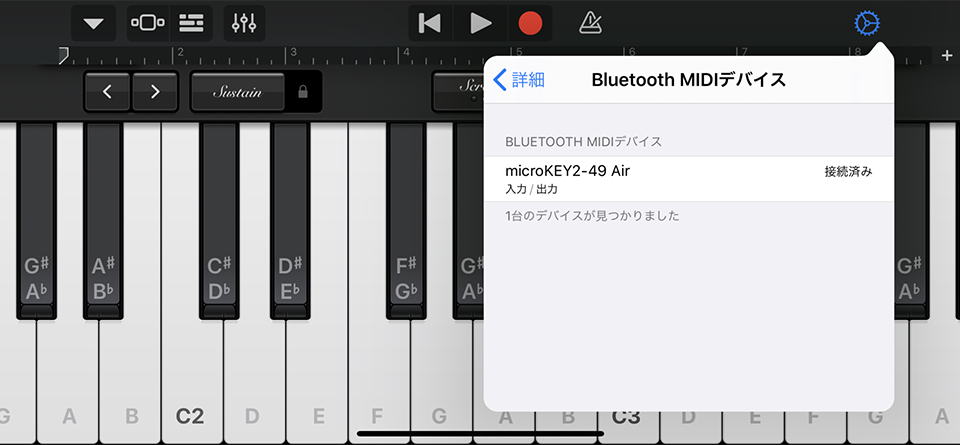 2 3 4 5 6 7 8
Sustain
詳細 Bluetooth MIDIデバイス
BLUETOOTH MIDIデバイス
microKEY2-49 Air 接続済み
入力 / 出力
1台のデバイスが見つかりました
G♯ A♯ C♯ D♯ F♯ G♯ G♯
A♭ B♭ D♭ E♭ G♭ A♭ A♭
G A B C2 D E F G A B C3 D E F G A